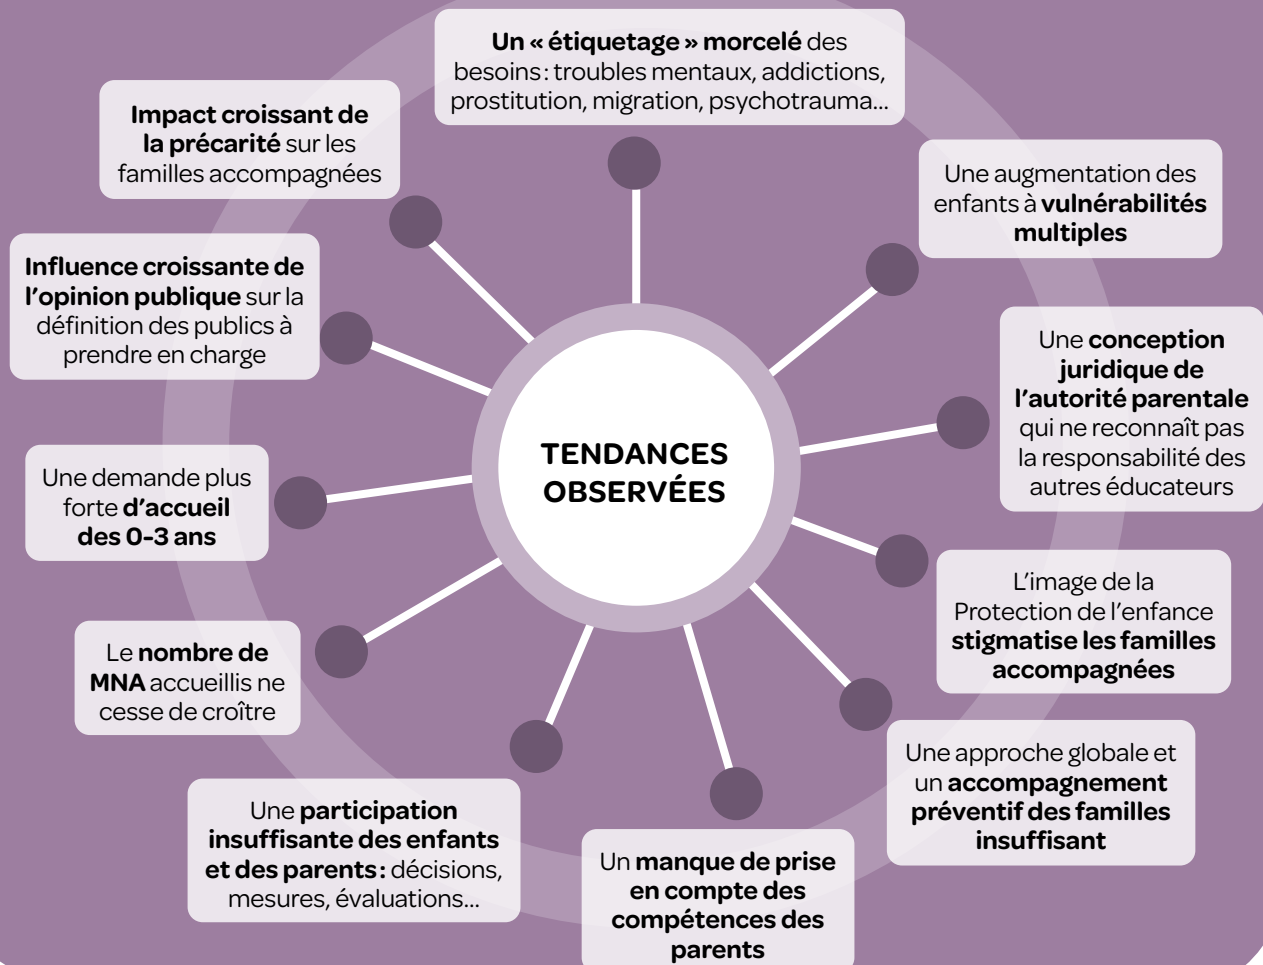 Un « étiquetage » morcelé des
besoins : troubles mentaux, addictions,
prostitution, migration, psychotrauma...
Impact croissant de
la précarité sur les
familles accompagnées
Une augmentation des
enfants à vulnérabilités
multiples
Influence croissante de
l'opinion publique sur la
définition des publics à
prendre en charge
Une conception
juridique de
l'autorité parentale
qui ne reconnaît pas
la responsabilité des
autres éducateurs
TENDANCES
OBSERVÉES
Une demande plus
forte d'accueil
des 0-3 ans
L'image de la
Protection de l'enfance
stigmatise les familles
accompagnées
Le nombre de
MNA accueillis ne
cesse de croître
Une approche globale et
un accompagnement
préventif des familles
insuffisant
Une participation
insuffisante des enfants
et des parents : décisions,
mesures, évaluations...
Un manque de prise
en compte des
compétences des
parents